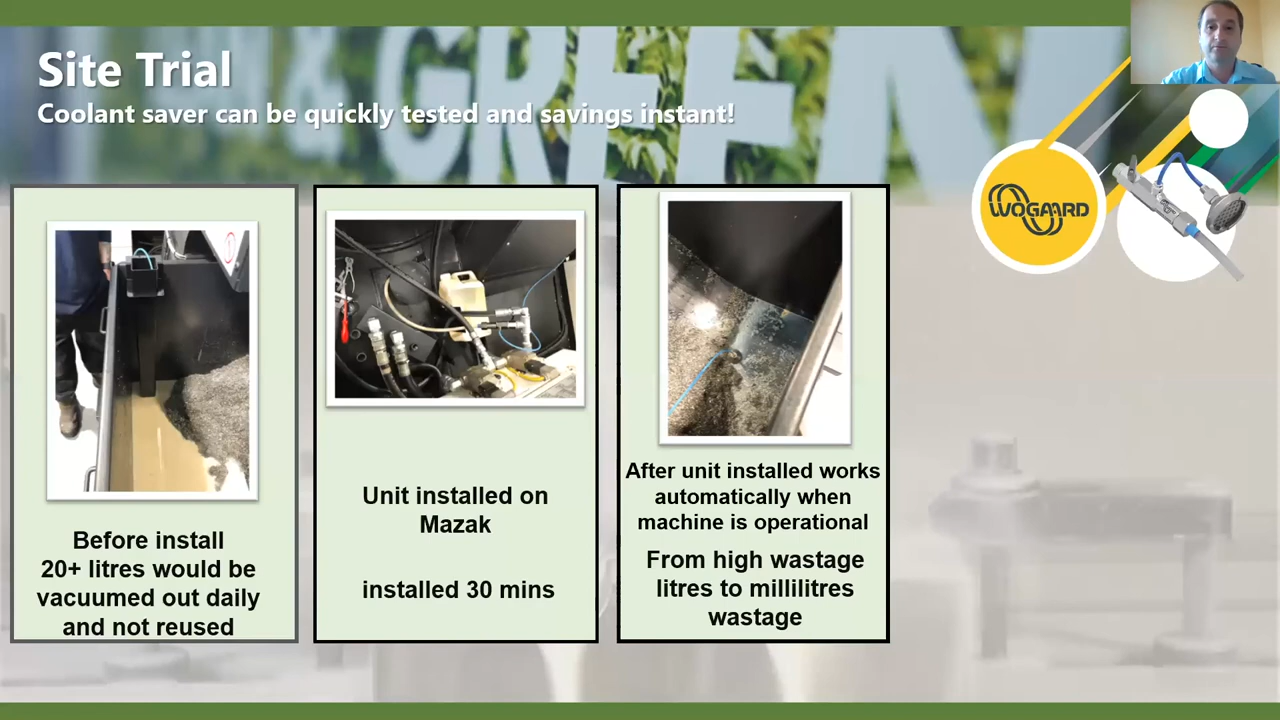 & GREEN
Site Trial
Coolant saver can be quickly tested and savings instant!
WOGAARD
Before install
20+ litres would be
vacuumed out daily
and not reused
Unit installed on
Mazak
installed 30 mins
After unit installed works
automatically when
machine is operational
From high wastage
litres to millilitres
wastage